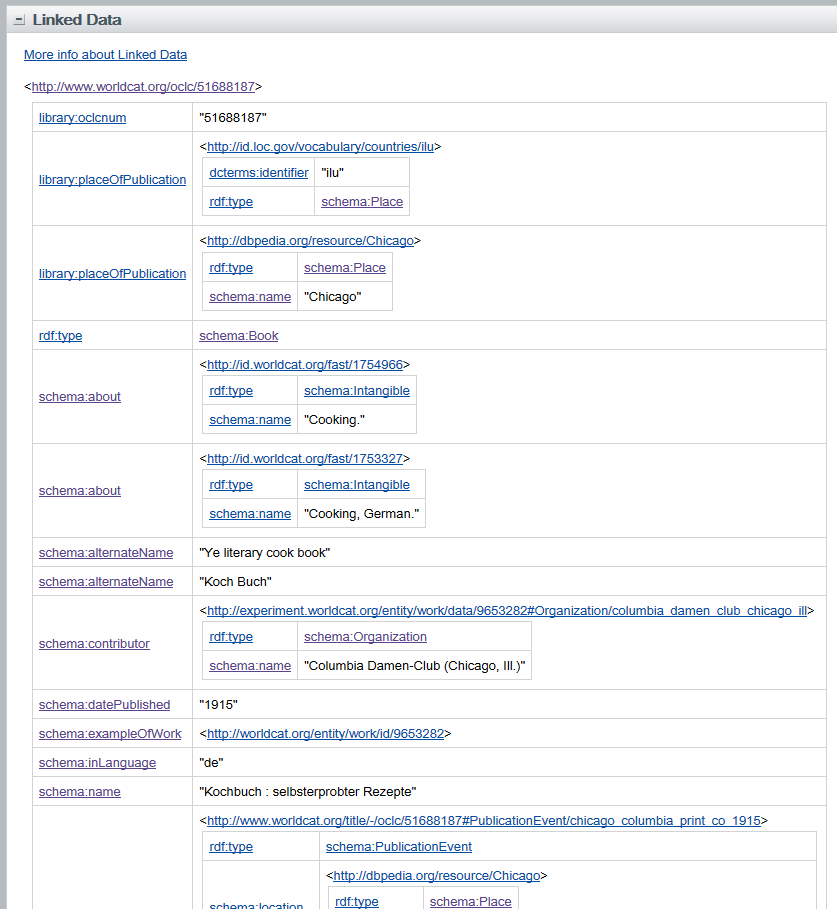 Linked Data
More info about Linked Data
<http://www.worldcat.org/oclc/51688187>
library:oclcnum "51688187"
<http://id.loc.gov/vocabulary/countries/ilu>
dcterms:identifier "ilu"
library:placeOfPublication
rdf:type schema:Place
<http://dbpedia.org/resource/Chicago>
rdf:type schema:Place
library:placeOfPublication
schema:name "Chicago"
rdf:type schema:Book
<http://id.worldcat.org/fast/1754966>
rdf:type schema:Intangible
schema:about
schema:name "Cooking."
<http://id.worldcat.org/fast/1753327>
rdf:type schema:Intangible
schema:about
schema:name "Cooking, German."
schema:alternateName "Ye literary cook book"
schema:alternateName "Koch Buch"
<http://experiment.worldcat.org/entity/work/data/9653282#Organization/columbia_damen_club_chicago_ill>
rdf:type schema:Organization
schema:contributor
schema:name "Columbia Damen-Club (Chicago, Ill.)"
schema:datePublished "1915"
schema:exampleOfWork <http://worldcat.org/entity/work/id/9653282>
schema:inLanguage "de"
schema:name "Kochbuch : selbsterprobter Rezepte"
<http://www.worldcat.org/title/-/oclc/51688187#PublicationEvent/chicago_columbia_print_co_1915>
rdf:type schema:PublicationEvent
<http://dbpedia.org/resource/Chicago>
rdf:type schema:Place
schema:location